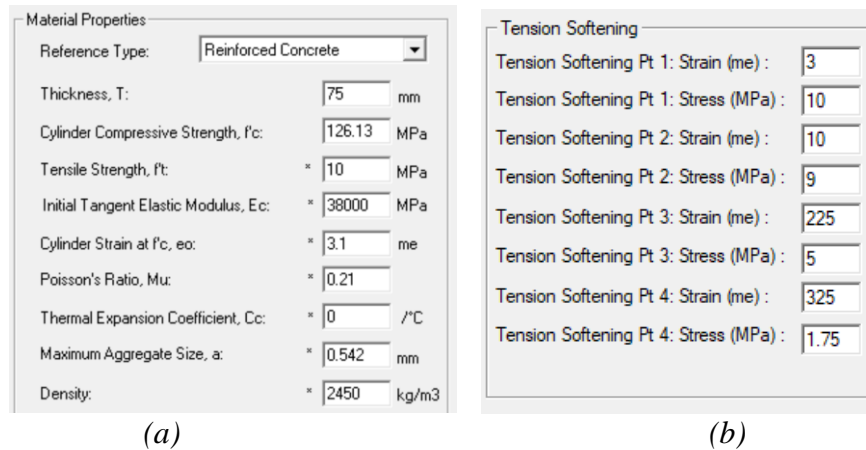 Material Properties
Reference Type: Reinforced Concrete
Thickness, T: 75 mm
Cylinder Compressive Strength, f'c: 126.13 MPa
Tensile Strength, f't: * 10 MPa
Initial Tangent Elastic Modulus, Ec: * 38000 MPa
Cylinder Strain at f'c, eo: * 3.1 me
Poisson's Ratio, Mu: * 0.21
Thermal Expansion Coefficient, Cc: * 0 /°C
Maximum Aggregate Size, a: * 0.542 mm
Density: * 2450 kg/m3
(a)
Tension Softening
Tension Softening Pt 1: Strain (me) : 3
Tension Softening Pt 1: Stress (MPa) : 10
Tension Softening Pt 2: Strain (me) : 10
Tension Softening Pt 2: Stress (MPa) : 9
Tension Softening Pt 3: Strain (me) : 225
Tension Softening Pt 3: Stress (MPa) : 5
Tension Softening Pt 4: Strain (me) : 325
Tension Softening Pt 4: Stress (MPa) : 1.75
(b)